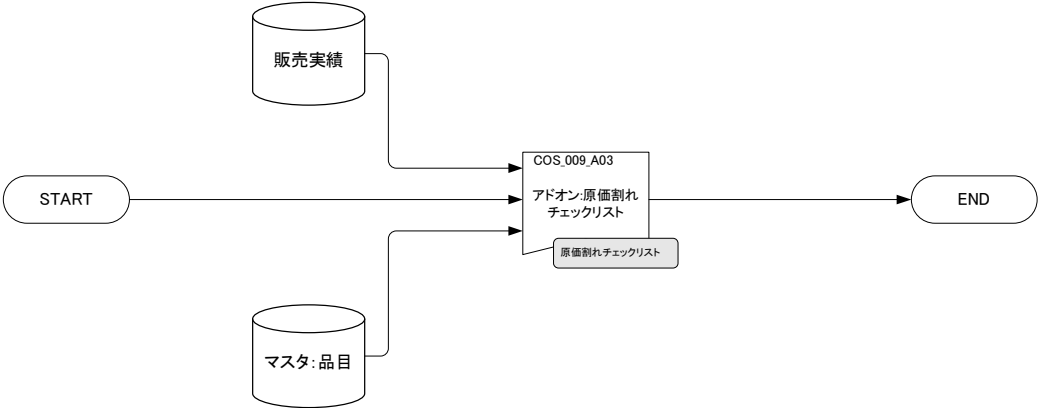 販売実績
COS_009_A03
START
アドオン:原価割れ
チェックリスト
END
原価割れチェックリスト
マスタ:品目